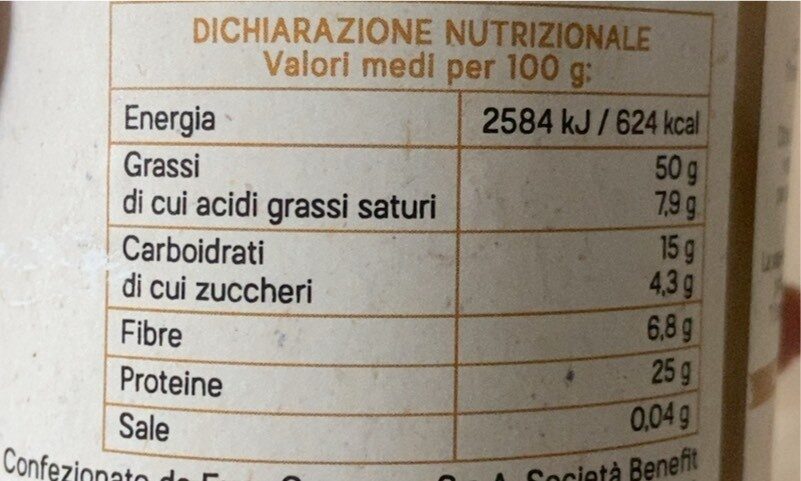 DICHIARAZIONE NUTRIZIONALE
Valori medi per 100 g:
Energia 2584 kJ / 624 kcal
Grassi 50 g
di cui acidi grassi saturi 7,9 g
Carboidrati 15 g
di cui zuccheri 4,3 g
Fibre 6,8 g
Proteine 25 g
Sale 0,04 g
Confezionato Società Benefit